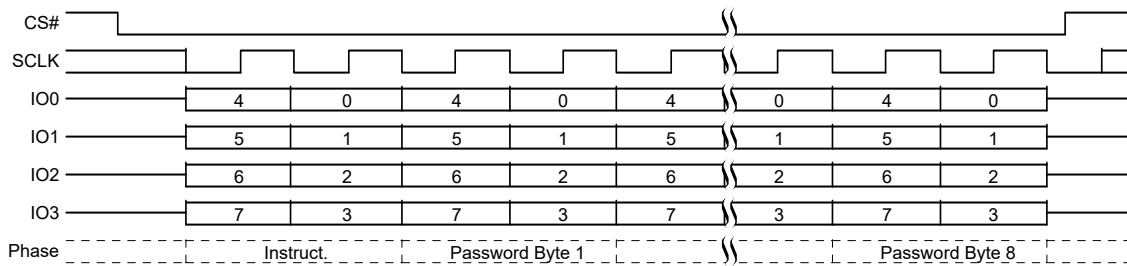 CS#
SCLK
IO0 4 0 4 0 4 0 4 0
IO1 5 1 5 1 5 1 5 1
IO2 6 2 6 2 6 2 6 2
IO3 7 3 7 3 7 3 7 3
Phase Instruct. Password Byte 1 Password Byte 8